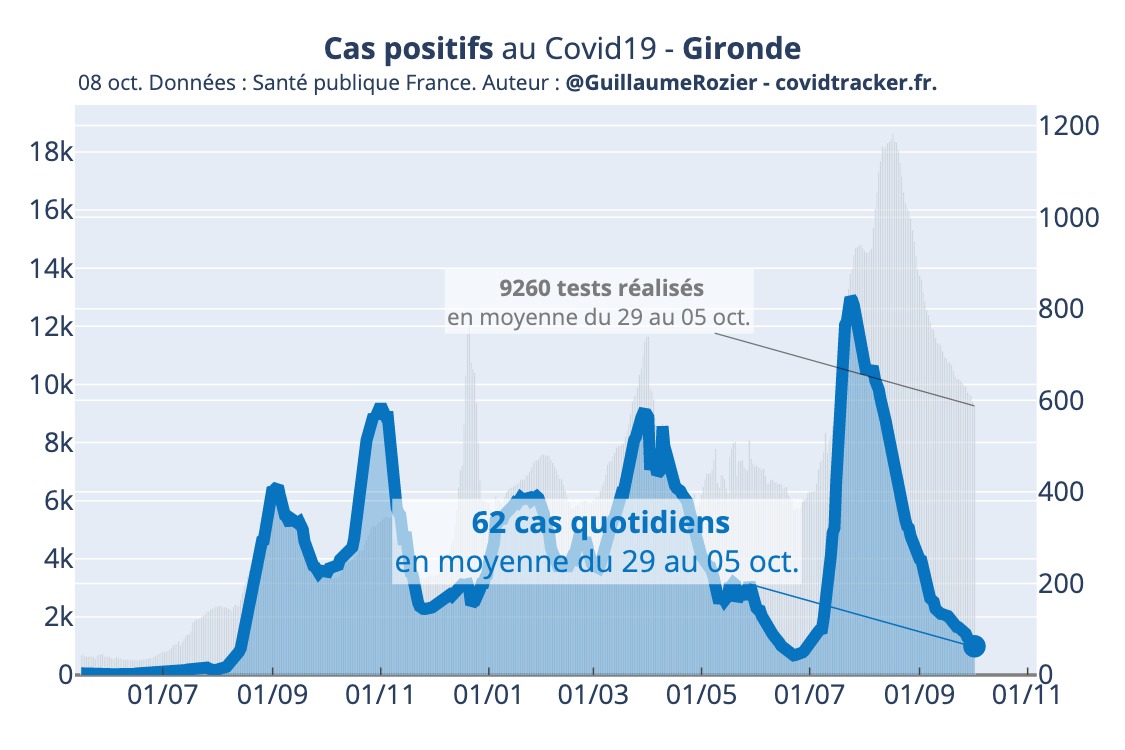 Cas positifs au Covid19 - Gironde
08 oct. Données : Santé publique France. Auteur : @GuillaumeRozier - covidtracker.fr.
1200
18k
16k
1000
14k
9260 tests réalisés
en moyenne du 29 au 05 oct.
800
12k
10k
600
8k
6k
400
62 cas quotidiens
en moyenne du 29 au 05 oct.
4k
200
2k
0
0
01/07 01/09 01/11 01/01 01/03 01/05 01/07 01/09 01/11